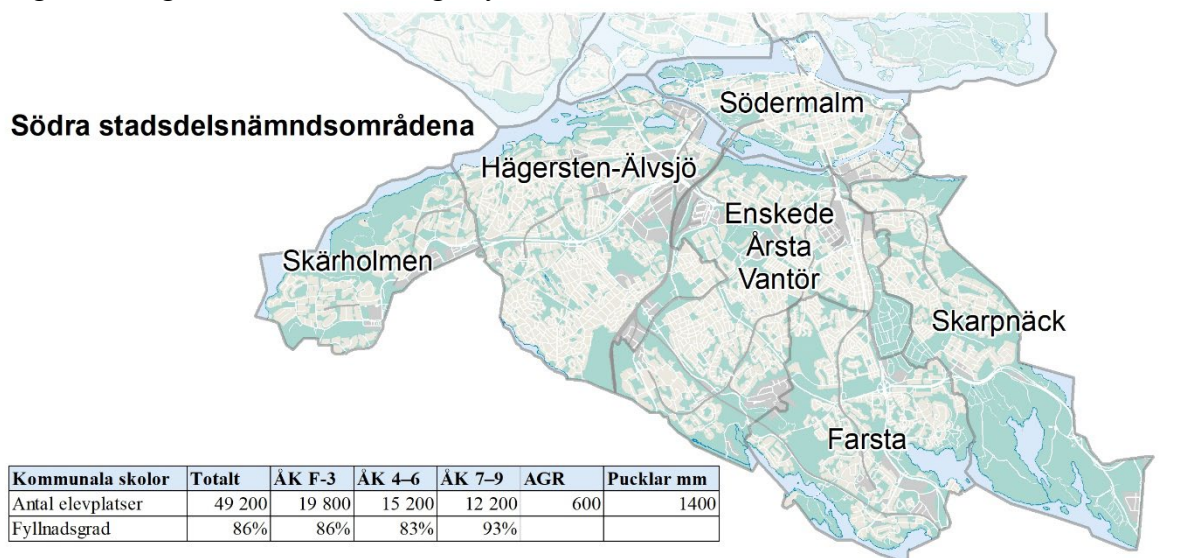 Södermalm
Södra stadsdelsnämndsområdena
Hägersten-Älvsjö
Enskede
Årsta
Vantör
Skärholmen
Skarpnäck
Farsta
Kommunala skolor Totalt ÅK F-3 ÅK 4–6 ÅK 7–9 AGR Pucklar mm
Antal elevplatser 49 200 19 800 15 200 12 200 600 1400
Fyllnadsgrad 86% 86% 83% 93%